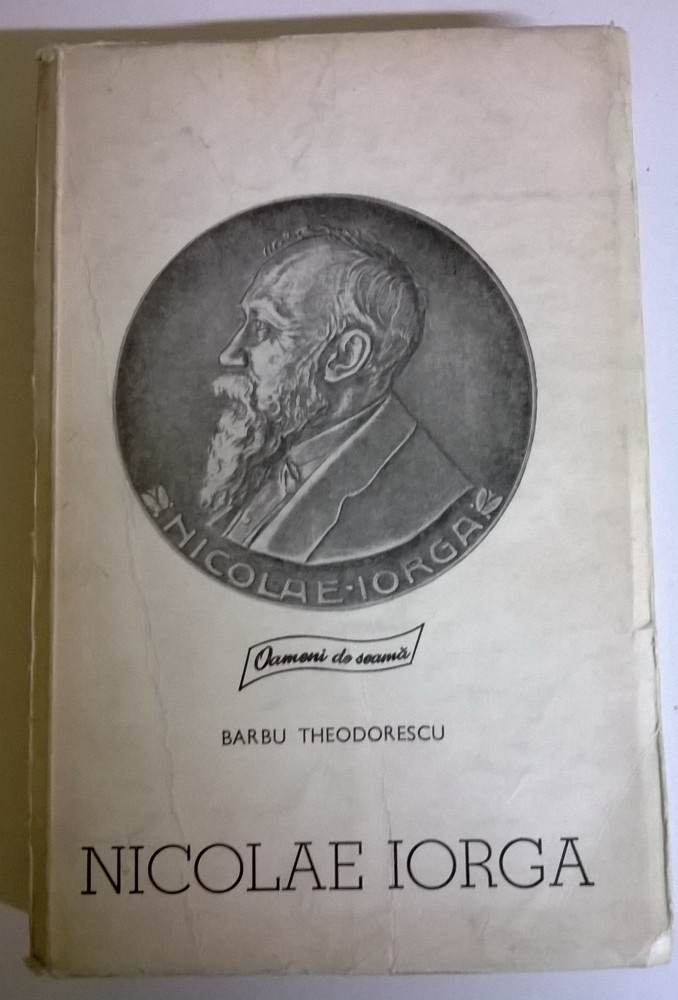 NICOLAE·IORGA
Oameni de seamă
BARBU THEODORESCU
NICOLAE IORGA